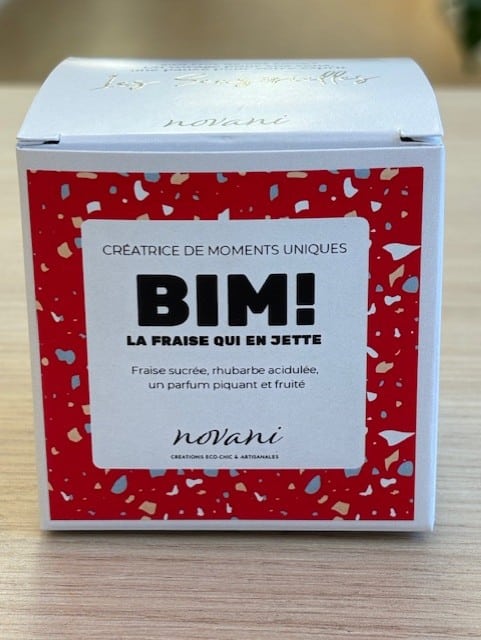 Les Sensorielles
novani
CRÉATRICE DE MOMENTS UNIQUES
BIM!
LA FRAISE QUI EN JETTE
Fraise sucrée, rhubarbe acidulée,
un parfum piquant et fruité
novani
CRÉATIONS ECO-CHIC & ARTISANALES